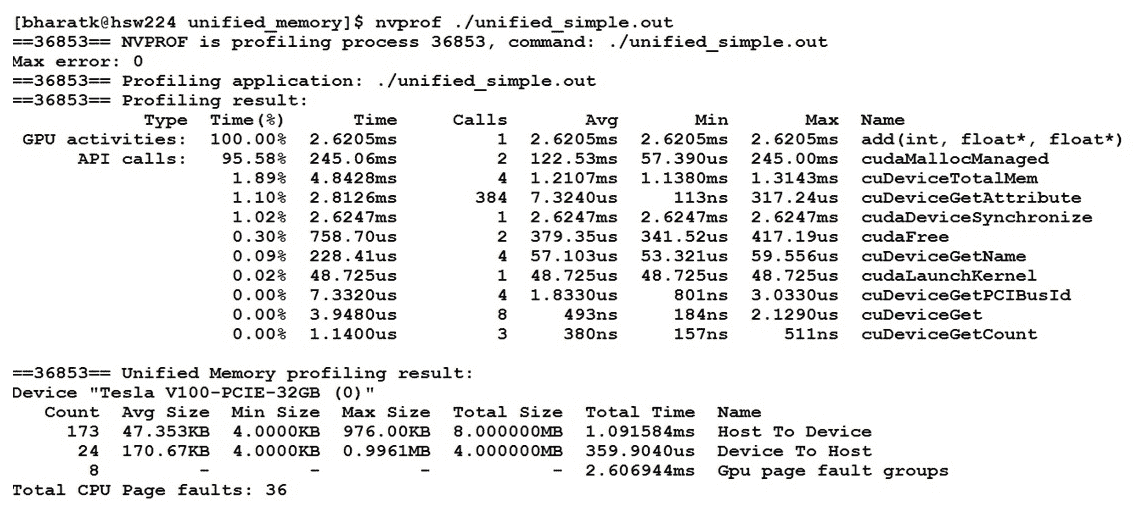 [bharatk@hsw224 unified_memory]$ nvprof ./unified_simple.out
==36853== NVPROF is profiling process 36853, command: ./unified_simple.out
Max error: 0
==36853== Profiling application: ./unified_simple.out
==36853== Profiling result:
Type Time(%) Time Calls Avg Min Max Name
GPU activities: 100.00% 2.6205ms 1 2.6205ms 2.6205ms 2.6205ms add(int, float*, float*)
API calls: 95.58% 245.06ms 2 122.53ms 57.390us 245.00ms cudaMallocManaged
1.89% 4.8428ms 4 1.2107ms 1.1380ms 1.3143ms cuDeviceTotalMem
1.10% 2.8126ms 384 7.3240us 113ns 317.24us cuDeviceGetAttribute
1.02% 2.6247ms 1 2.6247ms 2.6247ms 2.6247ms cudaDeviceSynchronize
0.30% 758.70us 2 379.35us 341.52us 417.19us cudaFree
0.09% 228.41us 4 57.103us 53.321us 59.556us cuDeviceGetName
0.02% 48.725us 1 48.725us 48.725us 48.725us cudaLaunchKernel
0.00% 7.3320us 4 1.8330us 801ns 3.0330us cuDeviceGetPCIBusId
0.00% 3.9480us 8 493ns 184ns 2.1290us cuDeviceGet
0.00% 1.1400us 3 380ns 157ns 511ns cuDeviceGetCount
==36853== Unified Memory profiling result:
Device "Tesla V100-PCIE-32GB (0)"
Count Avg Size Min Size Max Size Total Size Total Time Name
173 47.353KB 4.0000KB 976.00KB 8.000000MB 1.091584ms Host To Device
24 170.67KB 4.0000KB 0.9961MB 4.000000MB 359.9040us Device To Host
8 - - - - 2.606944ms Gpu page fault groups
Total CPU Page faults: 36